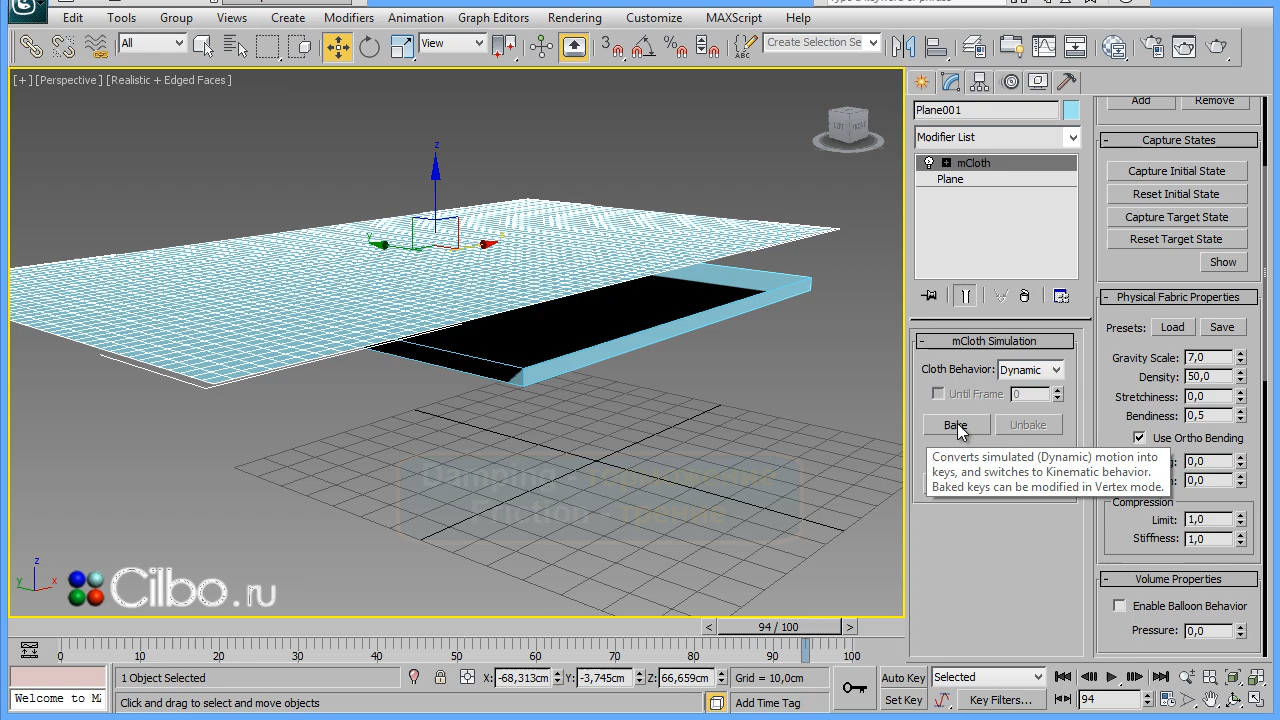 Edit Tools Group Views Create Modifiers Animation Graph Editors Rendering Customize MAXScript Help
All View Create Selection Se
[+] [Perspective] [Realistic + Edged Faces]
z
y
Plane001
Modifier List
mCloth
Plane
mCloth Simulation
Cloth Behavior: Dynamic
Until Frame 0
Bake Unbake
Converts simulated (Dynamic) motion into
keys, and switches to Kinematic behavior.
Baked keys can be modified in Vertex mode.
Add Remove
Capture States
Capture Initial State
Reset Initial State
Capture Target State
Reset Target State
Show
Physical Fabric Properties
Presets: Load Save
Gravity Scale: 7,0
Density: 50,0
Stretchiness: 0,0
Bendiness: 0,5
Use Ortho Bending
0,0
0,0
Compression
Limit: 1,0
Stiffness: 1,0
Volume Properties
Enable Balloon Behavior
Pressure: 0,0
Damping -
Friction - трение
z
y x
Cilbo.ru
< 94 / 100 >
0 10 20 30 40 50 60 70 80 90 100
1 Object Selected X: -68,313cm Y: -3,745cm Z: 66,659cm Grid = 10,0cm Auto Key Selected
Welcome to Click and drag to select and move objects Add Time Tag Set Key Key Filters... 94